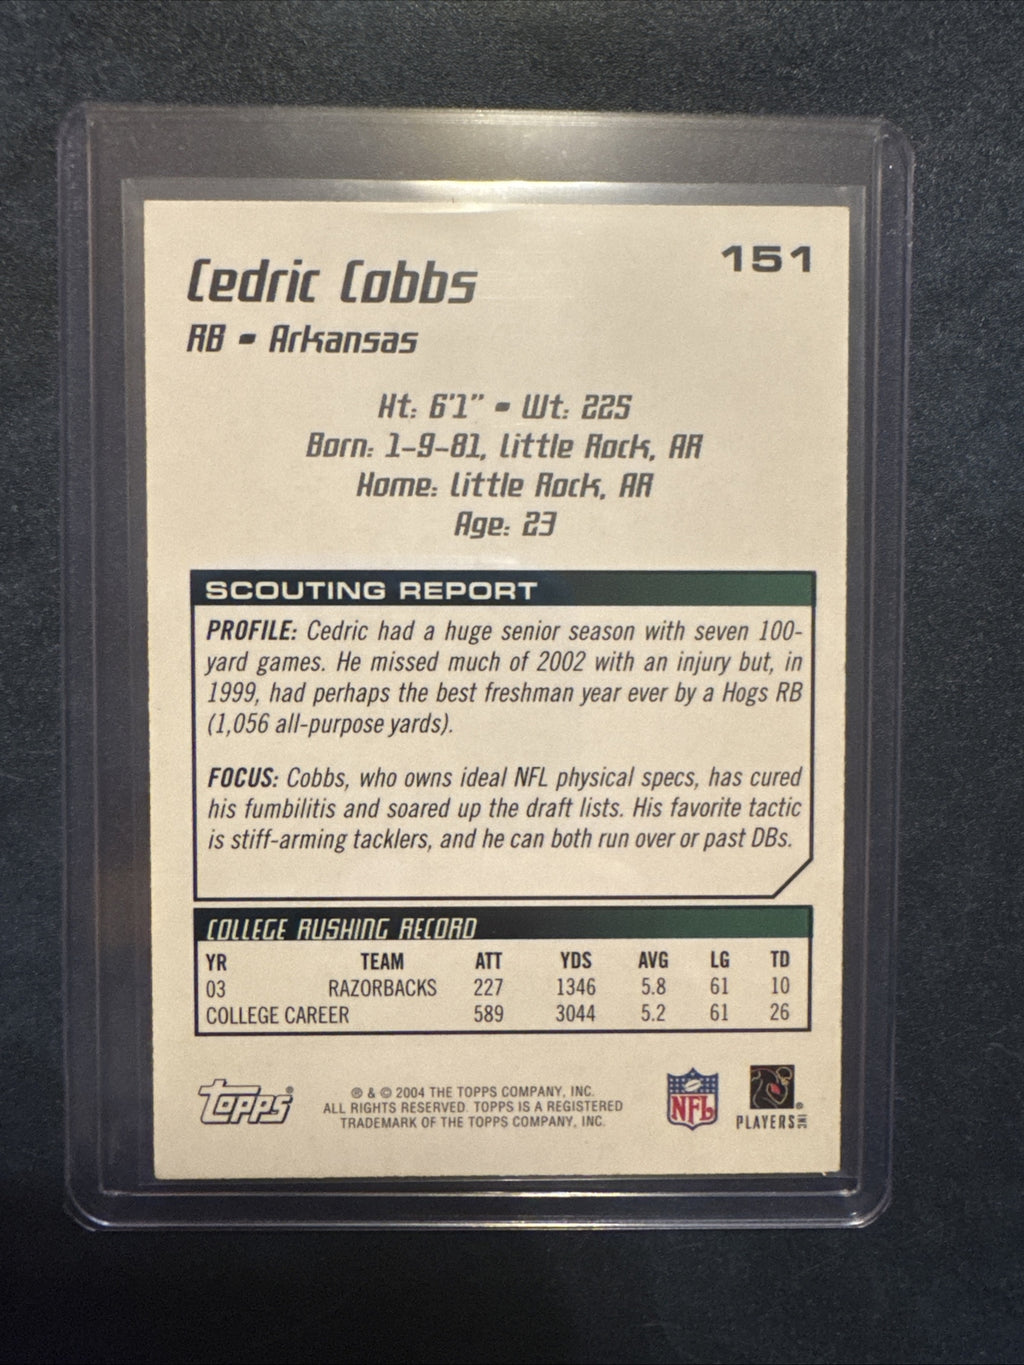 Cedric Cobbs
151
RB - Arkansas
Ht: 6'1" - Wt: 225
Born: 1-9-81, Little Rock, AR
Home: Little Rock, AR
Age: 23
SCOUTING REPORT
PROFILE: Cedric had a huge senior season with seven 100-
yard games. He missed much of 2002 with an injury but, in
1999, had perhaps the best freshman year ever by a Hogs RB
(1,056 all-purpose yards).
FOCUS: Cobbs, who owns ideal NFL physical specs, has cured
his fumbilitis and soared up the draft lists. His favorite tactic
is stiff-arming tacklers, and he can both run over or past DBs.
COLLEGE RUSHING RECORD
YR TEAM ATT YDS AVG LG TD
03 RAZORBACKS 227 1346 5.8 61 10
COLLEGE CAREER 589 3044 5.2 61 26
Topps®
® & © 2004 THE TOPPS COMPANY, INC.
ALL RIGHTS RESERVED. TOPPS IS A REGISTERED
TRADEMARK OF THE TOPPS COMPANY, INC.
NFL
PLAYERS INC
®